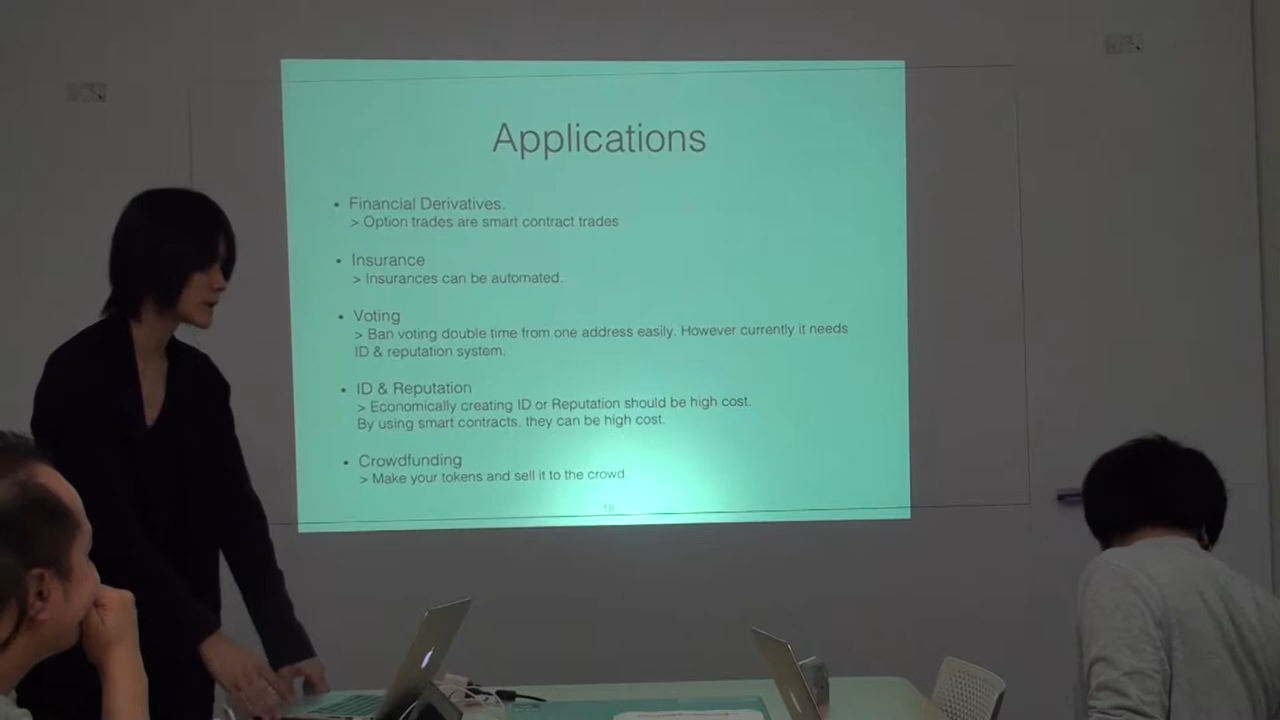 Applications
• Financial Derivatives.
> Option trades are smart contract trades
• Insurance
> Insurances can be automated.
• Voting
> Ban voting double time from one address easily. However currently it needs
ID & reputation system.
• ID & Reputation
> Economically creating ID or Reputation should be high cost.
By using smart contracts, they can be high cost.
• Crowdfunding
> Make your tokens and sell it to the crowd.
18